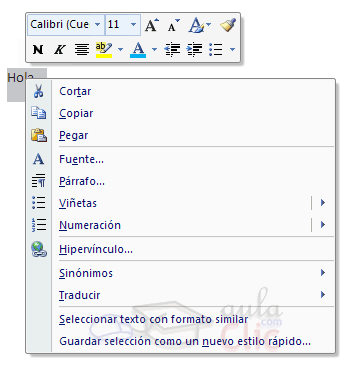 Calibri (Cue
11
A A A
N K ab A
Hola
Cortar
Copiar
Pegar
A Fuente...
Párrafo...
Viñetas
Numeración
Hipervínculo...
Sinónimos
Traducir
Seleccionar texto con formato similar
Guardar selección como un nuevo estilo rápido...
aula
.com
Clic